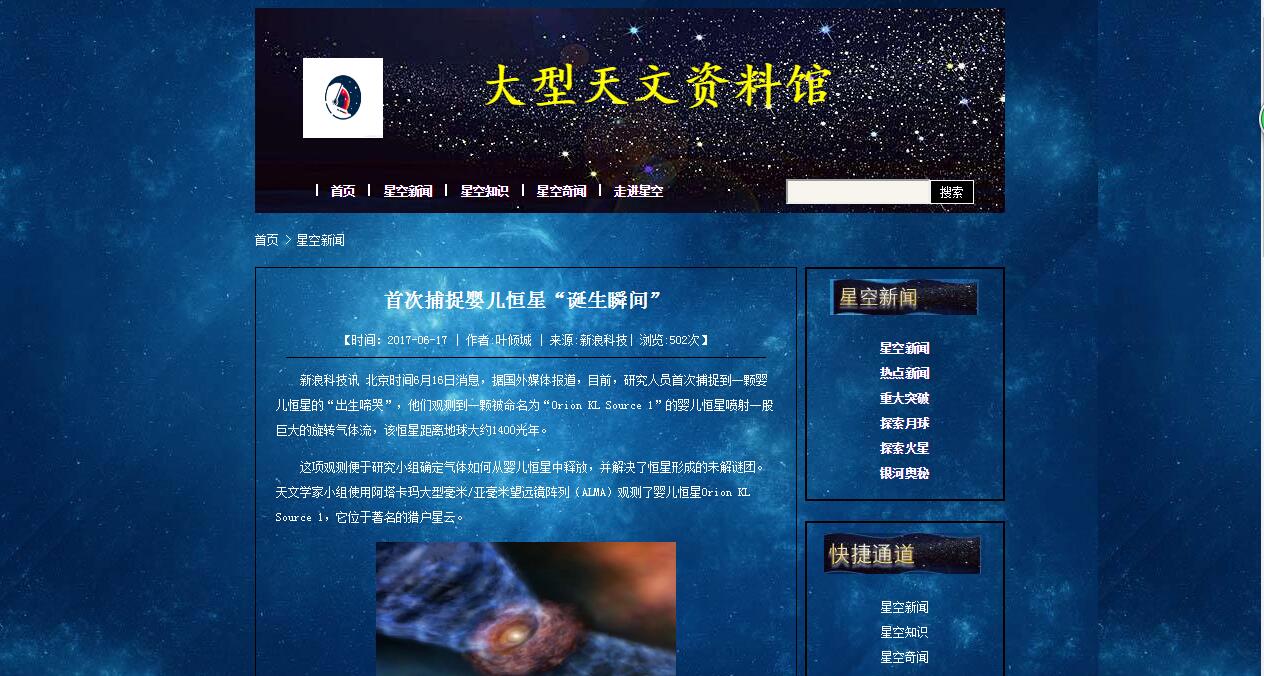 大型天文资料馆
| 首页 | 星空新闻 | 星空知识 | 星空奇闻 | 走进星空
搜索
首页 > 星空新闻
首次捕捉婴儿恒星“诞生瞬间”
【时间: 2017-06-17 | 作者:叶倾城 | 来源:新浪科技| 浏览:502次】
新浪科技讯 北京时间6月16日消息，据国外媒体报道，目前，研究人员首次捕捉到一颗婴
儿恒星的“出生啼哭”，他们观测到一颗被命名为“Orion KL Source 1”的婴儿恒星喷射一股
巨大的旋转气体流，该恒星距离地球大约1400光年。
这项观测便于研究小组确定气体如何从婴儿恒星中释放，并解决了恒星形成的未解谜团。
天文学家小组使用阿塔卡玛大型毫米/亚毫米望远镜阵列（ALMA）观测了婴儿恒星Orion KL
Source 1，它位于著名的猎户星云。
星空新闻
星空新闻
热点新闻
重大突破
探索月球
探索火星
银河奥秘
快捷通道
星空新闻
星空知识
星空奇闻